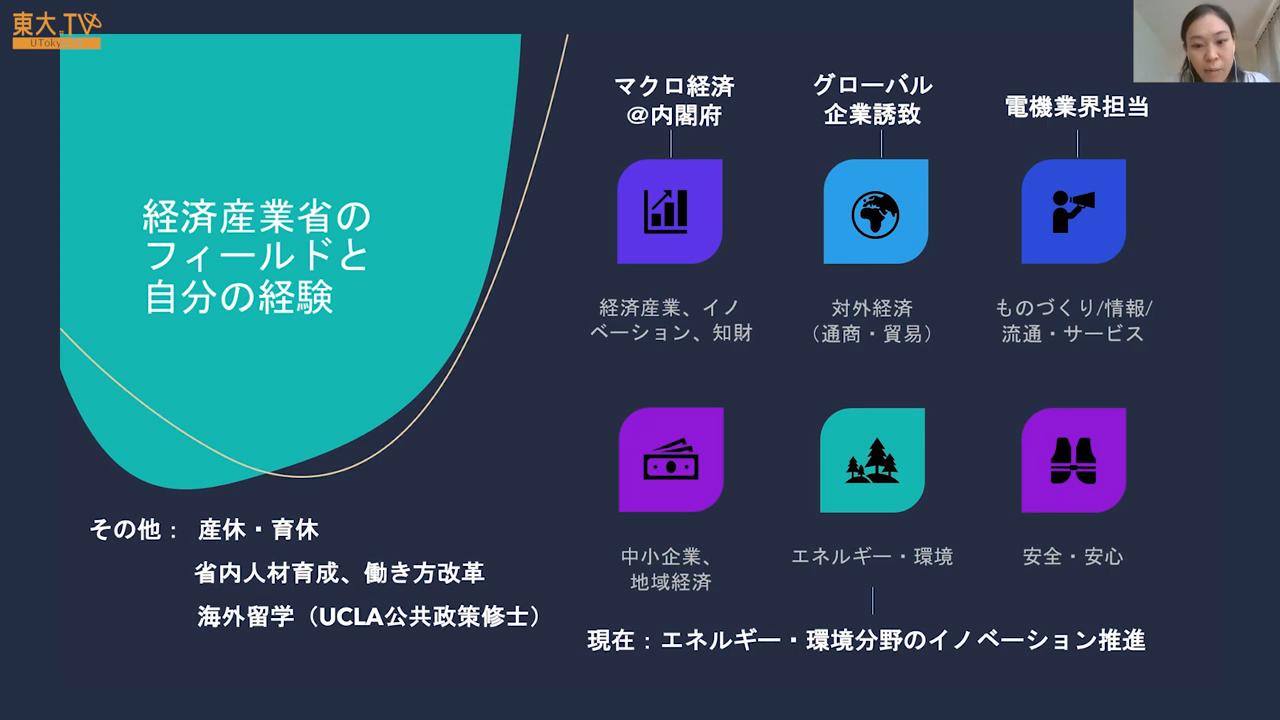 東大TV
UTokyo
経済産業省の
フィールドと
自分の経験
マクロ経済
@内閣府
グローバル
企業誘致
電機業界担当
経済産業、イノ
ベーション、知財
対外経済
（通商・貿易）
ものづくり/情報/
流通・サービス
中小企業、
地域経済
エネルギー・環境
安全・安心
その他： 産休・育休
省内人材育成、働き方改革
海外留学（UCLA公共政策修士）
現在：エネルギー・環境分野のイノベーション推進